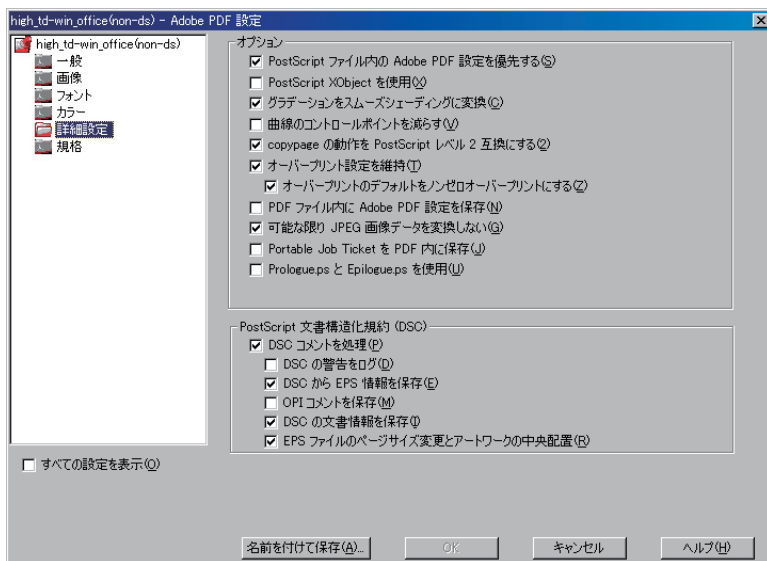 high_td-win_office(non-ds) - Adobe PDF 設定
high_td-win_office(non-ds)
一般
画像
フォント
カラー
詳細設定
規格
すべての設定を表示(O)
オプション
PostScript ファイル内の Adobe PDF 設定を優先する(S)
PostScript XObject を使用(X)
グラデーションをスムーズシェーディングに変換(C)
曲線のコントロールポイントを減らす(V)
copypage の動作を PostScript レベル 2 互換にする(2)
オーバープリント設定を維持(T)
オーバープリントのデフォルトをノンゼロオーバープリントにする(Z)
PDF ファイル内に Adobe PDF 設定を保存(N)
可能な限り JPEG 画像データを変換しない(G)
Portable Job Ticket を PDF 内に保存(J)
Prologue.ps と Epilogue.ps を使用(U)
PostScript 文書構造化規約 (DSC)
DSC コメントを処理(P)
DSC の警告をログ(D)
DSC から EPS 情報を保存(E)
OPI コメントを保存(M)
DSC の文書情報を保存(I)
EPS ファイルのページサイズ変更とアートワークの中央配置(R)
名前を付けて保存(A)...
OK
キャンセル
ヘルプ(H)